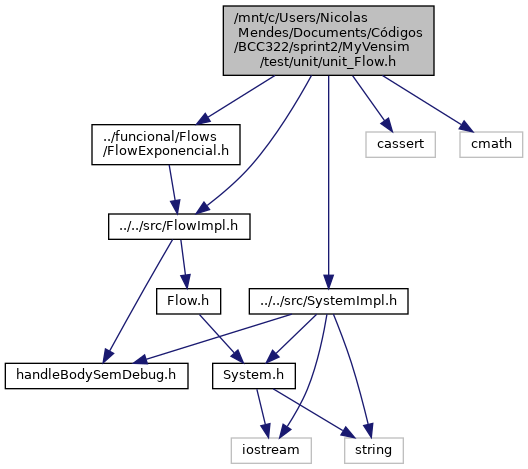 /mnt/c/Users/Nicolas
Mendes/Documents/Códigos
/BCC322/sprint2/MyVensim
/test/unit/unit_Flow.h
../funcional/Flows
/FlowExponencial.h
cassert
cmath
../../src/FlowImpl.h
Flow.h
../../src/SystemImpl.h
handleBodySemDebug.h
System.h
iostream
string